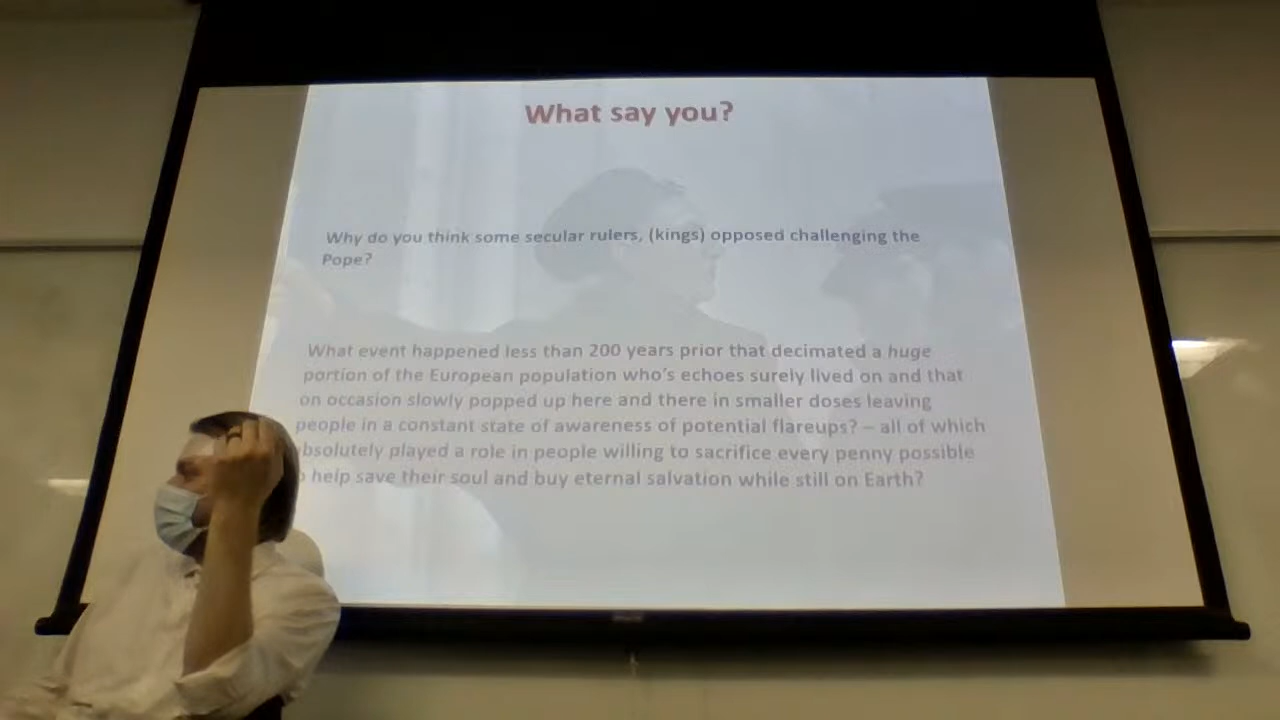 What say you?
Why do you think some secular rulers, (kings) opposed challenging the
Pope?
What event happened less than 200 years prior that decimated a huge
portion of the European population who's echoes surely lived on and that
on occasion slowly popped up here and there in smaller doses leaving
people in a constant state of awareness of potential flareups? – all of which
bsolutely played a role in people willing to sacrifice every penny possible
help save their soul and buy eternal salvation while still on Earth?